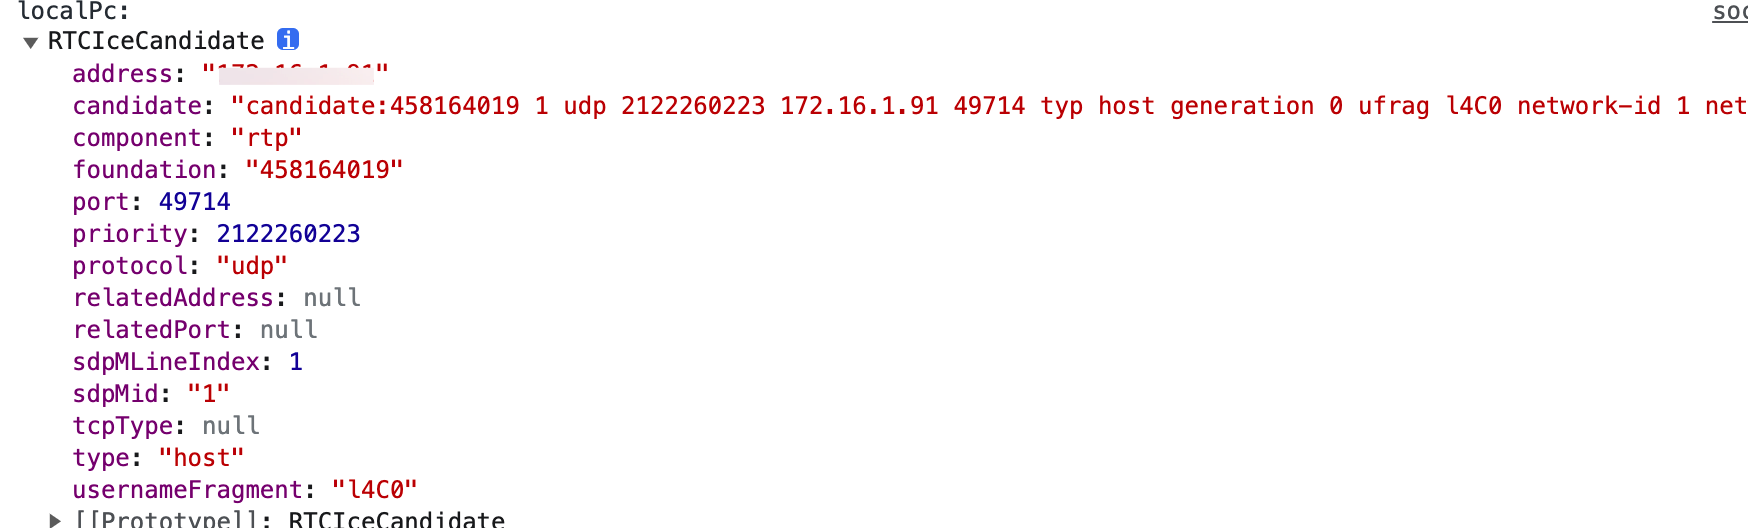 localPc:
soc
▼ RTCIceCandidate i
address: "
candidate: "candidate:458164019 1 udp 2122260223 172.16.1.91 49714 typ host generation 0 ufrag l4C0 network-id 1 net
component: "rtp"
foundation: "458164019"
port: 49714
priority: 2122260223
protocol: "udp"
relatedAddress: null
relatedPort: null
sdpMLineIndex: 1
sdpMid: "1"
tcpType: null
type: "host"
usernameFragment: "l4C0"
▶ [[Prototype]]: RTCIceCandidate